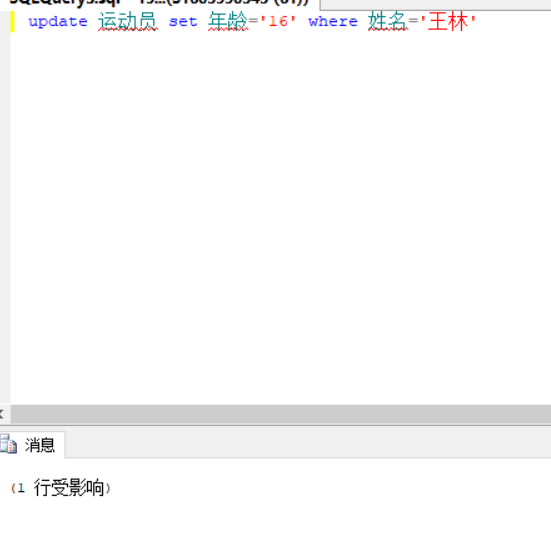 update 运动员 set 年龄='16' where 姓名='王林'
消息
(1 行受影响)